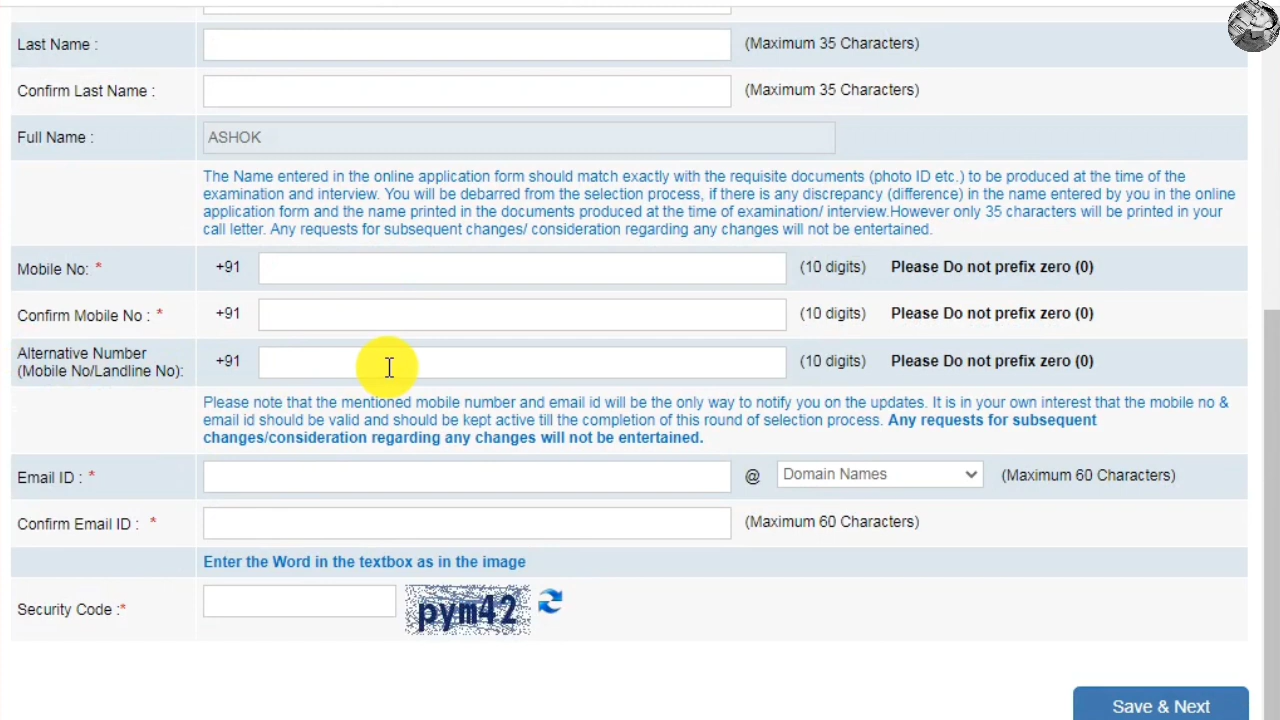 Last Name :
(Maximum 35 Characters)
Confirm Last Name :
(Maximum 35 Characters)
Full Name :
ASHOK
The Name entered in the online application form should match exactly with the requisite documents (photo ID etc.) to be produced at the time of the
examination and interview. You will be debarred from the selection process, if there is any discrepancy (difference) in the name entered by you in the online
application form and the name printed in the documents produced at the time of examination/ interview.However only 35 characters will be printed in your
call letter. Any requests for subsequent changes/ consideration regarding any changes will not be entertained.
Mobile No: * +91 (10 digits) Please Do not prefix zero (0)
Confirm Mobile No : * +91 (10 digits) Please Do not prefix zero (0)
Alternative Number
(Mobile No/Landline No):
+91 (10 digits) Please Do not prefix zero (0)
Please note that the mentioned mobile number and email id will be the only way to notify you on the updates. It is in your own interest that the mobile no &
email id should be valid and should be kept active till the completion of this round of selection process. Any requests for subsequent
changes/consideration regarding any changes will not be entertained.
Email ID : * @ Domain Names (Maximum 60 Characters)
Confirm Email ID : * (Maximum 60 Characters)
Enter the Word in the textbox as in the image
Security Code :* pym42
Save & Next